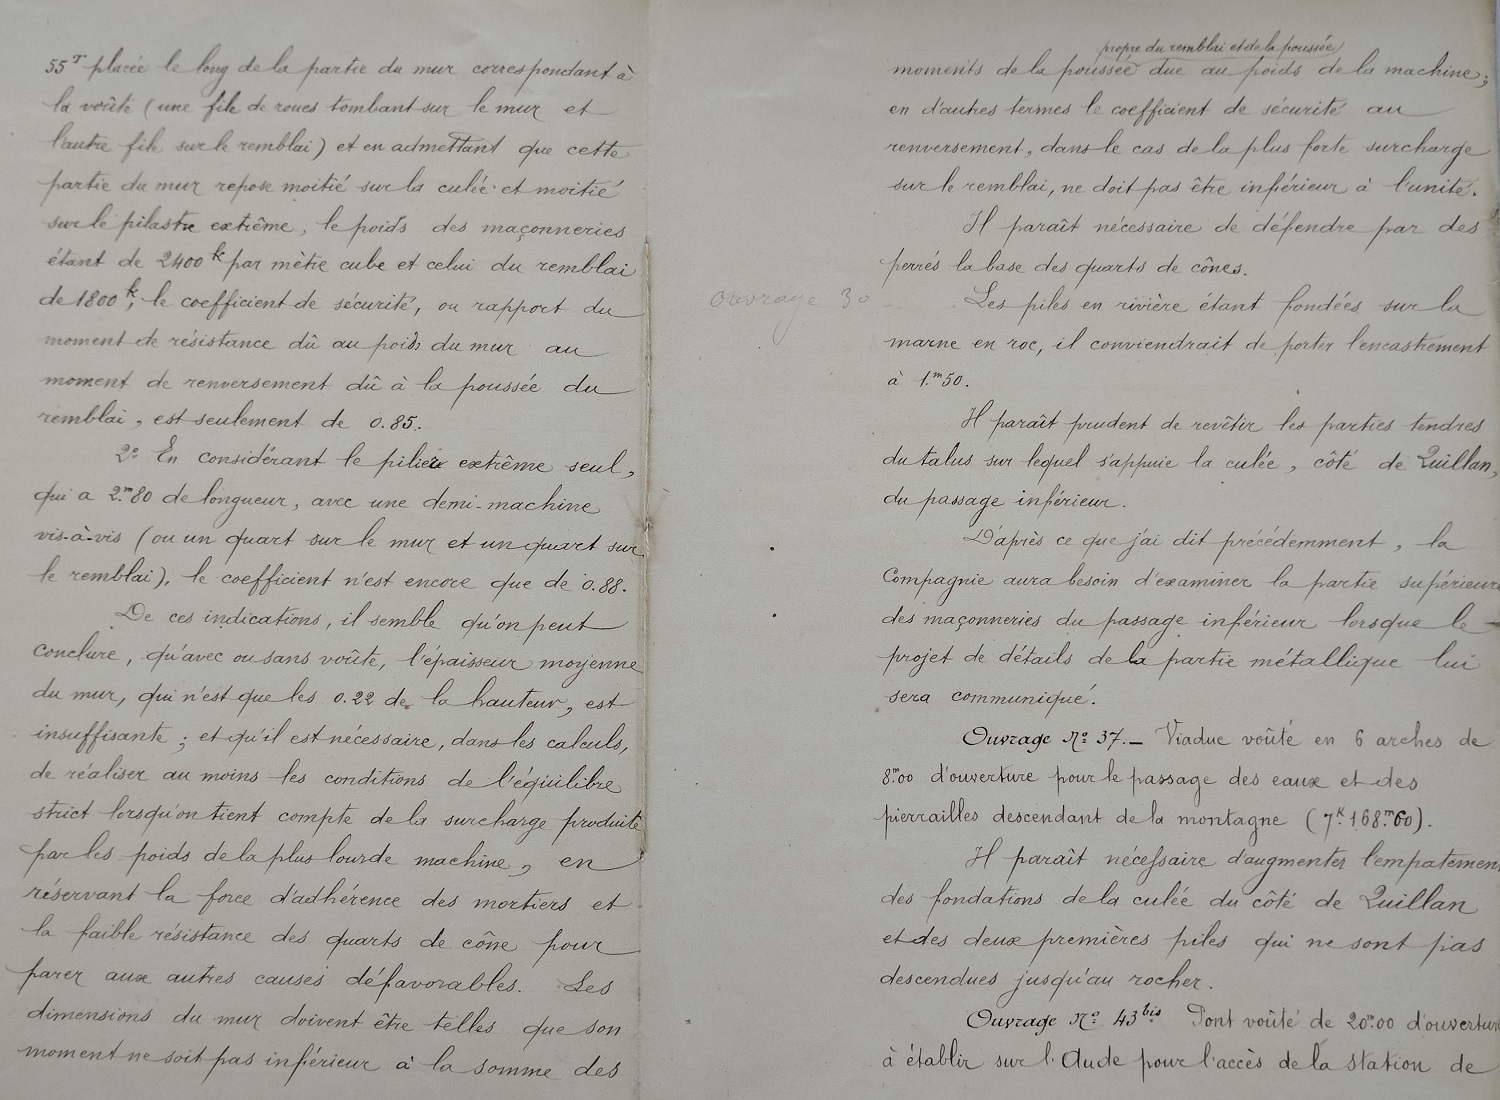 55T placée le long de la partie du mur correspondant à
la voûte (une file de roues tombant sur le mur et
l'autre file sur le remblai) et en admettant que cette
partie du mur repose moitié sur la culée et moitié
sur le pilastre extrême, le poids des maçonneries
étant de 2400k par mètre cube et celui du remblai
de 1800k; le coefficient de sécurité, ou rapport du
moment de résistance dû au poids du mur au
moment de renversement dû à la poussée du
remblai, est seulement de 0.85.
2º En considérant le pilier extrême seul,
qui a 2.m80 de longueur, avec une demi-machine
vis-à-vis (ou un quart sur le mur et un quart sur
le remblai), le coefficient n'est encore que de 0.88.
De ces indications, il semble qu'on peut
conclure, qu'avec ou sans voûte, l'épaisseur moyenne
du mur, qui n'est que les 0.22 de la hauteur, est
insuffisante; et qu'il est nécessaire, dans les calculs,
de réaliser au moins les conditions de l'équilibre
strict lorsqu'on tient compte de la surcharge produite
par les poids de la plus lourde machine, en
réservant la force d'adhérence des mortiers et
la faible résistance des quarts de cône pour
parer aux autres causes défavorables. Les
dimensions du mur doivent être telles que son
moment ne soit pas inférieur à la somme des
ouvrage 30
propre du remblai et de la poussée
moments de la poussée due au poids de la machine;
en d'autres termes le coefficient de sécurité au
renversement, dans le cas de la plus forte surcharge
sur le remblai, ne doit pas être inférieur à l'unité.
Il paraît nécessaire de défendre par des
perrés la base des quarts de cônes.
Les piles en rivière étant fondées sur la
marne en roc, il conviendrait de porter l'encastrement
à 1.m50.
Il paraît prudent de revêtir les parties tendres
du talus sur lequel s'appuie la culée, côté de Quillan,
du passage inférieur.
D'après ce que j'ai dit précédemment, la
Compagnie aura besoin d'examiner la partie supérieure
des maçonneries du passage inférieur lorsque le
projet de détails de la partie métallique lui
sera communiqué.
Ouvrage Nº 37. _ Viaduc voûté en 6 arches de
8.m00 d'ouverture pour le passage des eaux et des
pierrailles descendant de la montagne (7k.168.m60).
Il paraît nécessaire d'augmenter l'empatement
des fondations de la culée du côté de Quillan
et des deux premières piles qui ne sont pas
descendues jusqu'au rocher.
Ouvrage Nº 43bis Pont voûté de 20m.00 d'ouverture
à établir sur l'Aude pour l'accès de la station de